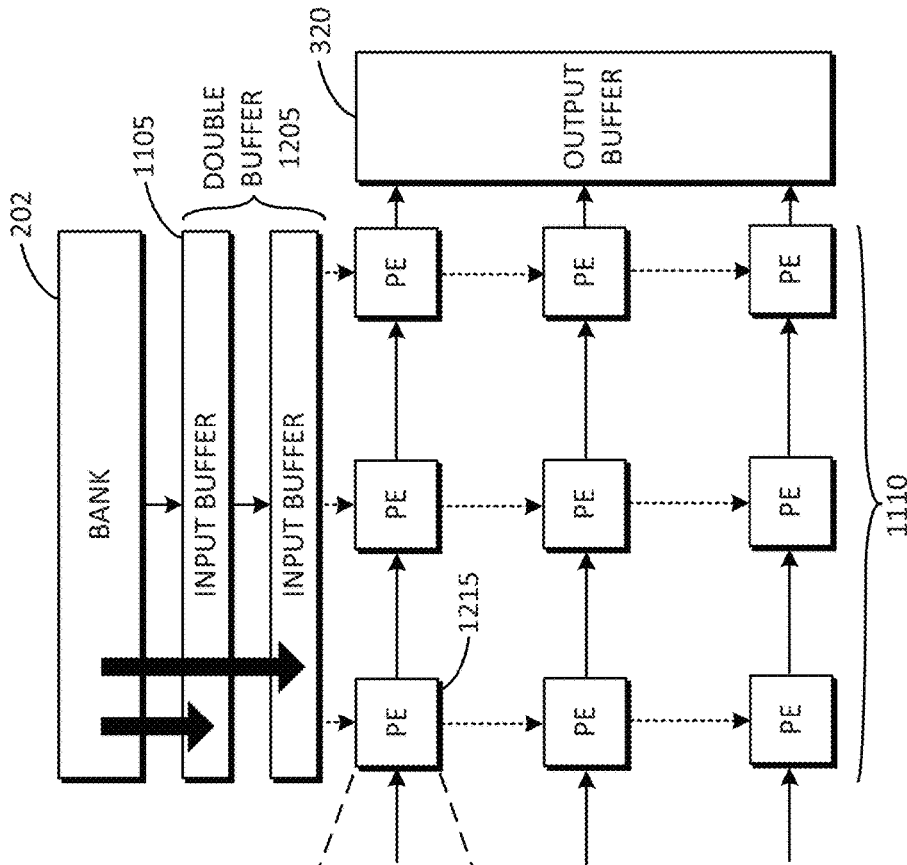 202
BANK
1105
INPUT BUFFER
DOUBLE
BUFFER
1205
INPUT BUFFER
320
OUTPUT
BUFFER
PE
PE
PE
1215
PE
PE
PE
PE
PE
PE
1110